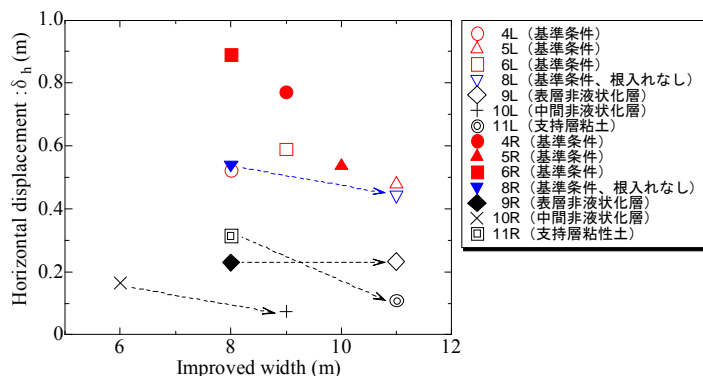 Horizontal displacement : δ h (m)
1.0
0.8
0.6
0.4
0.2
0
6
8
10
12
Improved width (m)
4L（基準条件）
5L（基準条件）
6L（基準条件）
8L（基準条件、根入れなし）
9L（表層非液状化層）
10L（中間非液状化層）
11L（支持層粘土）
4R（基準条件）
5R（基準条件）
6R（基準条件）
8R（基準条件、根入れなし）
9R（表層非液状化層）
10R（中間非液状化層）
11R（支持層粘性土）